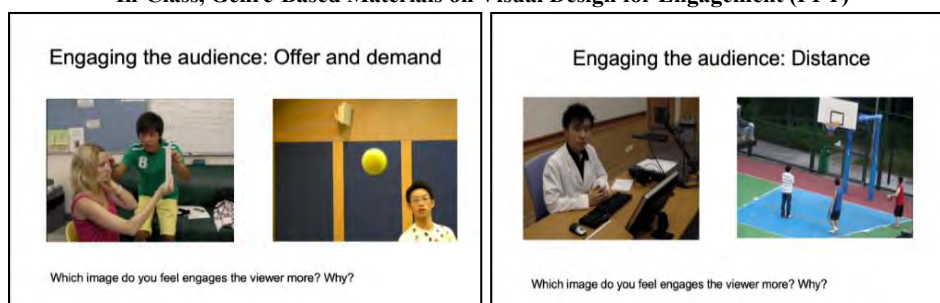 In-Class, Genre-Based Materials on Visual Design for Engagement (PPT)
Engaging the audience: Offer and demand
Which image do you feel engages the viewer more? Why?
Engaging the audience: Distance
Which image do you feel engages the viewer more? Why?